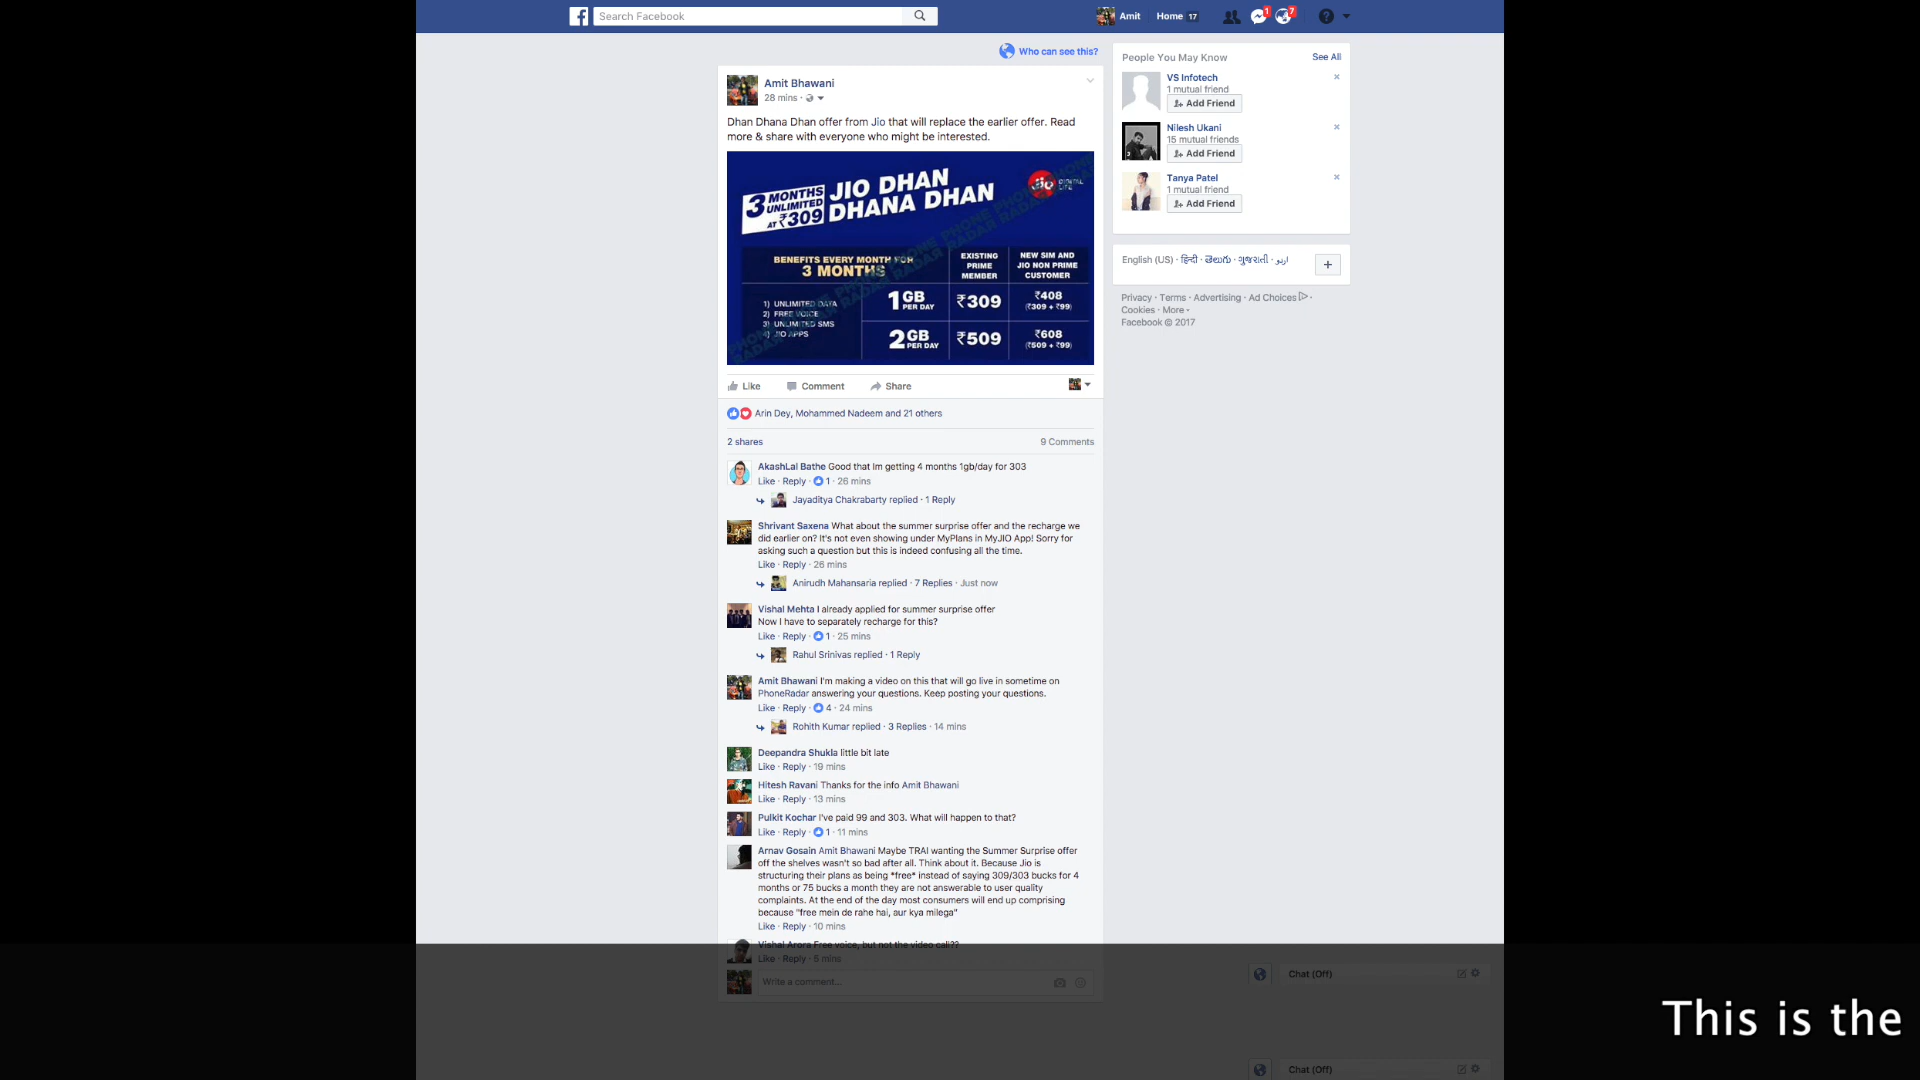 Search Facebook
Amit
Home 17
1
7
Who can see this?
Amit Bhawani
28 mins ·
Dhan Dhana Dhan offer from Jio that will replace the earlier offer. Read
more & share with everyone who might be interested.
3 MONTHS
UNLIMITED
AT ₹309
JIO DHAN
DHANA DHAN
Jio
DIGITAL
LIFE
BENEFITS EVERY MONTH FOR
3 MONTHS
EXISTING
PRIME
MEMBER
NEW SIM AND
JIO NON PRIME
CUSTOMER
1) UNLIMITED DATA
2) FREE VOICE
3) UNLIMITED SMS
4) JIO APPS
1GB
PER DAY
₹309
₹408
(₹309 + ₹99)
2GB
PER DAY
₹509
₹608
(₹509 + ₹99)
Like
Comment
Share
Arin Dey, Mohammed Nadeem and 21 others
2 shares
9 Comments
AkashLal Bathe Good that Im getting 4 months 1gb/day for 303
Like · Reply · 1 · 26 mins
Jayaditya Chakrabarty replied · 1 Reply
Shrivant Saxena What about the summer surprise offer and the recharge we
did earlier on? It's not even showing under MyPlans in MyJIO App! Sorry for
asking such a question but this is indeed confusing all the time.
Like · Reply · 26 mins
Anirudh Mahansaria replied · 7 Replies · Just now
Vishal Mehta I already applied for summer surprise offer
Now I have to separately recharge for this?
Like · Reply · 1 · 25 mins
Rahul Srinivas replied · 1 Reply
Amit Bhawani I'm making a video on this that will go live in sometime on
PhoneRadar answering your questions. Keep posting your questions.
Like · Reply · 4 · 24 mins
Rohith Kumar replied · 3 Replies · 14 mins
Deepandra Shukla little bit late
Like · Reply · 19 mins
Hitesh Ravani Thanks for the info Amit Bhawani
Like · Reply · 13 mins
Pulkit Kochar I've paid 99 and 303. What will happen to that?
Like · Reply · 1 · 11 mins
Arnav Gosain Amit Bhawani Maybe TRAI wanting the Summer Surprise offer
off the shelves wasn't so bad after all. Think about it. Because Jio is
structuring their plans as being *free* instead of saying 309/303 bucks for 4
months or 75 bucks a month they are not answerable to user quality
complaints. At the end of the day most consumers will end up comprising
because "free mein de rahe hai, aur kya milega"
Like · Reply · 10 mins
Vishal Arora Free voice, but not the video call??
Like · Reply · 5 mins
Write a comment...
People You May Know
See All
VS Infotech
1 mutual friend
Add Friend
Nilesh Ukani
15 mutual friends
Add Friend
Tanya Patel
1 mutual friend
Add Friend
English (US) · हिन्दी · తెలుగు · ગુજરાતી · اردو
Privacy · Terms · Advertising · Ad Choices ·
Cookies · More ·
Facebook © 2017
Chat (Off)
This is the
Chat (Off)